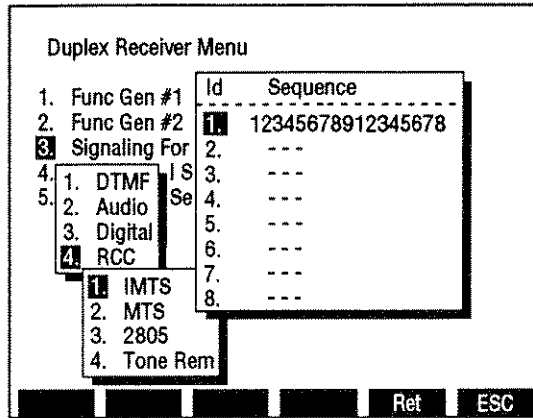 Duplex Receiver Menu
1. Func Gen #1
2. Func Gen #2
3. Signaling For
4. I S
5. Se
1. DTMF
2. Audio
3. Digital
4. RCC
1. IMTS
2. MTS
3. 2805
4. Tone Rem
Id Sequence
1. 12345678912345678
2. ---
3. ---
4. ---
5. ---
6. ---
7. ---
8. ---
Ret ESC